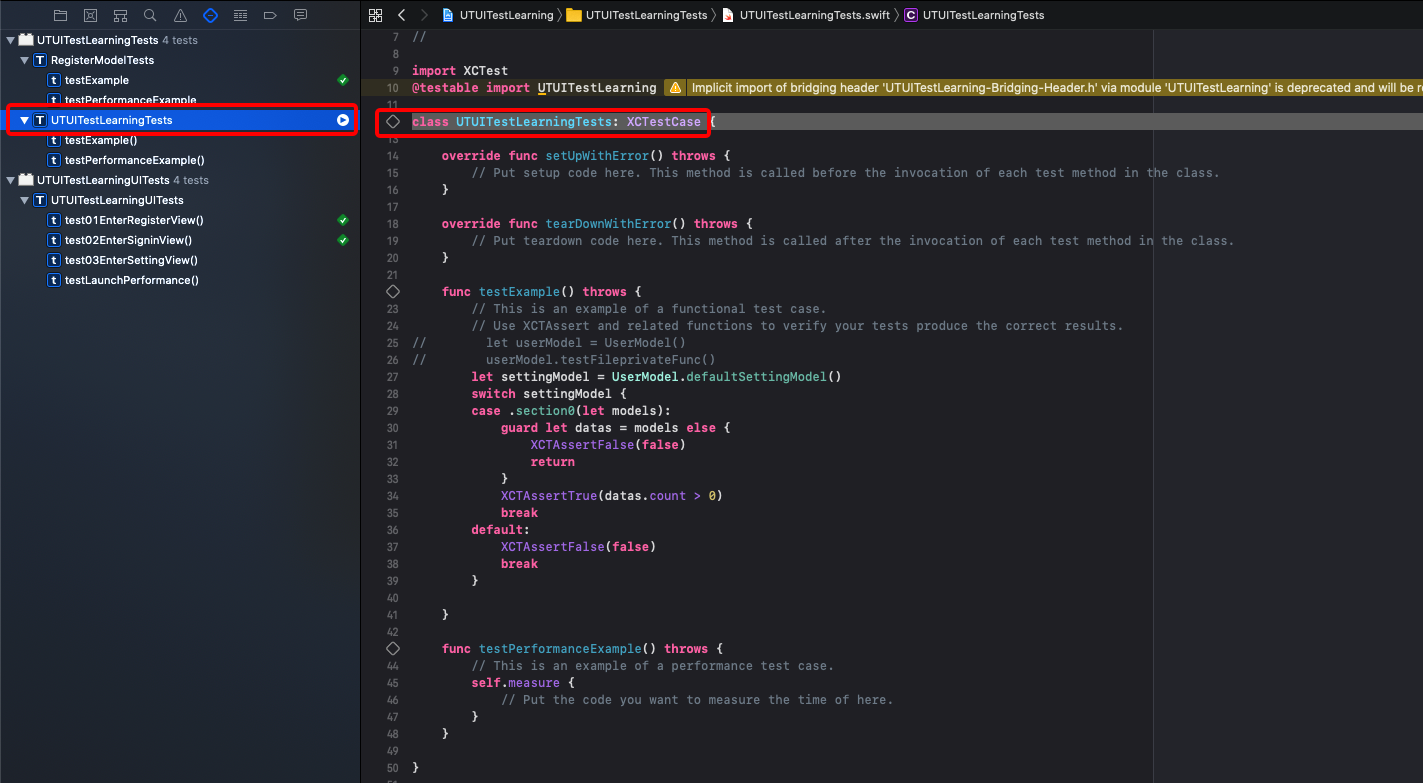 UTUITestLearningTests 4 tests
RegisterModelTests
testExample
testPerformanceExample
UTUITestLearningTests
testExample()
testPerformanceExample()
UTUITestLearningUITests 4 tests
UTUITestLearningUITests
test01EnterRegisterView()
test02EnterSigninView()
test03EnterSettingView()
testLaunchPerformance()
UTUITestLearning UTUITestLearningTests UTUITestLearningTests.swift C UTUITestLearningTests
7 //
8
9 import XCTest
10 @testable import UTUITestLearning Implicit import of bridging header 'UTUITestLearning-Bridging-Header.h' via module 'UTUITestLearning' is deprecated and will be re
11
class UTUITestLearningTests: XCTestCase {
13
14 override func setUpWithError() throws {
15 // Put setup code here. This method is called before the invocation of each test method in the class.
16 }
17
18 override func tearDownWithError() throws {
19 // Put teardown code here. This method is called after the invocation of each test method in the class.
20 }
21
func testExample() throws {
23 // This is an example of a functional test case.
24 // Use XCTAssert and related functions to verify your tests produce the correct results.
25 // let userModel = UserModel()
26 // userModel.testFileprivateFunc()
27 let settingModel = UserModel.defaultSettingModel()
28 switch settingModel {
29 case .section0(let models):
30 guard let datas = models else {
31 XCTAssertFalse(false)
32 return
33 }
34 XCTAssertTrue(datas.count > 0)
35 break
36 default:
37 XCTAssertFalse(false)
38 break
39 }
40
41 }
42
func testPerformanceExample() throws {
44 // This is an example of a performance test case.
45 self.measure {
46 // Put the code you want to measure the time of here.
47 }
48 }
49
50 }